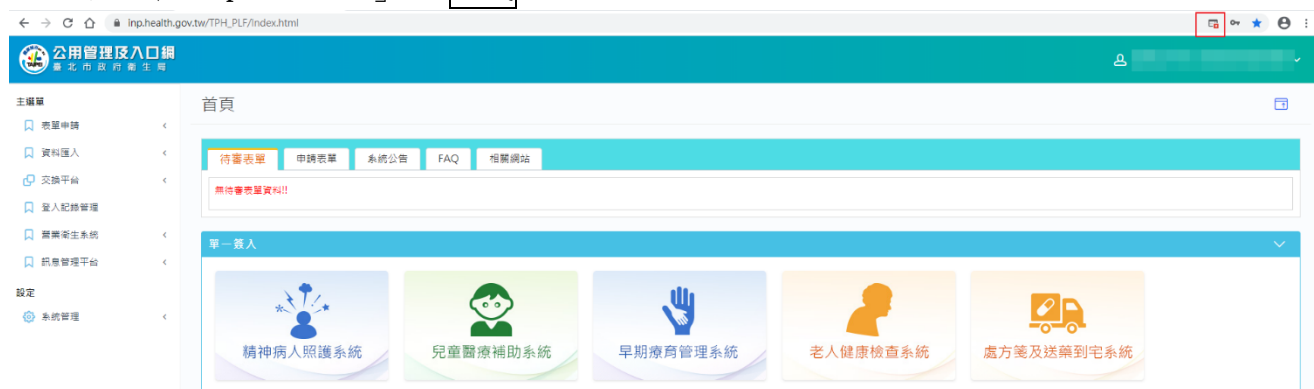 inp.health.gov.tw/TPH_PLF/Index.html
公用管理及入口網
臺北市政府衛生局
主選單
首頁
表單申請
資料匯入
交換平台
登入記錄管理
營業衛生系統
訊息管理平台
設定
系統管理
待審表單 申請表單 系統公告 FAQ 相關網站
無待審表單資料!!
單一簽入
精神病人照護系統 兒童醫療補助系統 早期療育管理系統 老人健康檢查系統 處方箋及送藥到宅系統